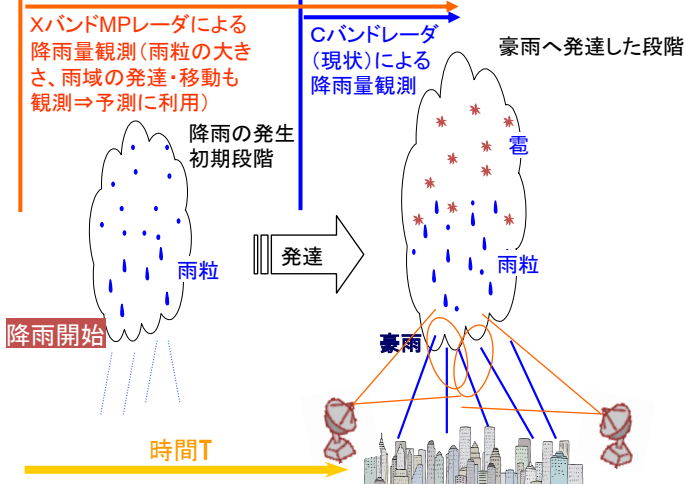 XバンドMPレーダによる
降雨量観測（雨粒の大き
さ、雨域の発達・移動も
観測⇒予測に利用）
Cバンドレーダ
（現状）による
降雨量観測
豪雨へ発達した段階
降雨の発生
初期段階
雹
雨粒
発達
雨粒
降雨開始
豪雨
時間T